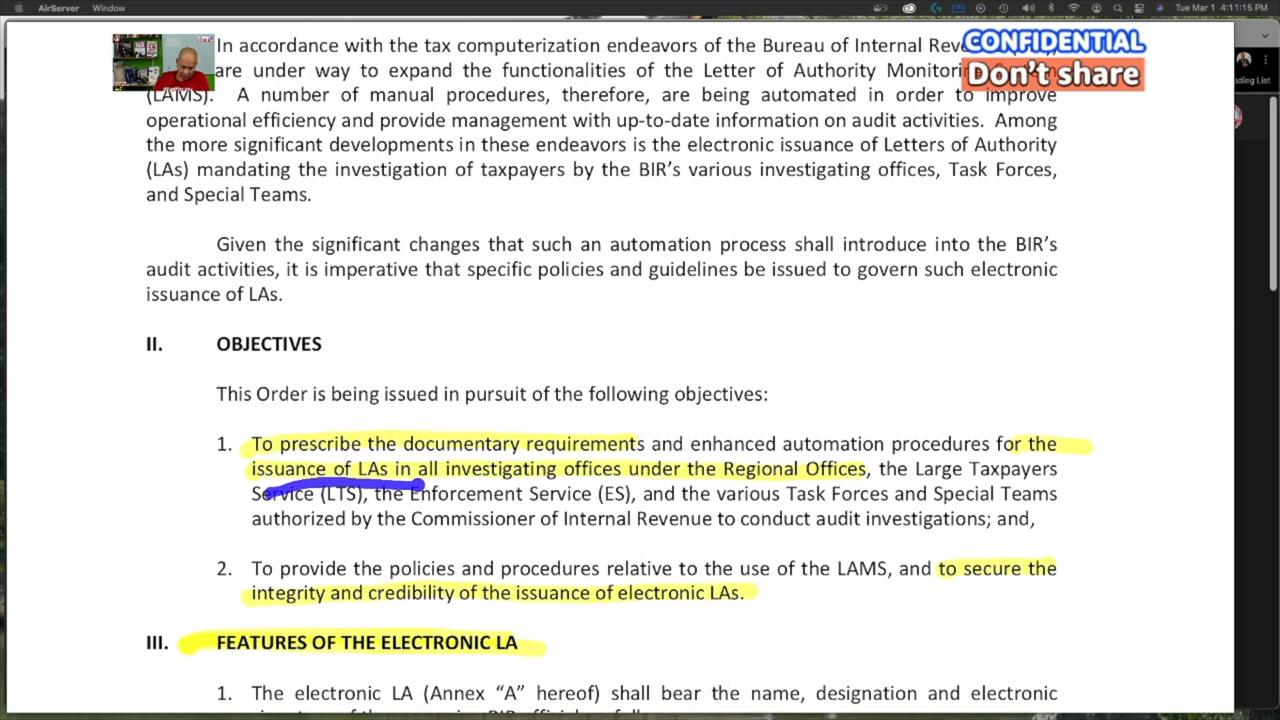 AirServer Window Tue Mar 1 4:11:15 PM
In accordance with the tax computerization endeavors of the Bureau of Internal
CONFIDENTIAL
are under way to expand the functionalities of the Letter of Authority
Don't share
(LAMS). A number of manual procedures, therefore, are being automated in order to improve
operational efficiency and provide management with up-to-date information on audit activities. Among
the more significant developments in these endeavors is the electronic issuance of Letters of Authority
(LAs) mandating the investigation of taxpayers by the BIR’s various investigating offices, Task Forces,
and Special Teams.
Given the significant changes that such an automation process shall introduce into the BIR’s
audit activities, it is imperative that specific policies and guidelines be issued to govern such electronic
issuance of LAs.
II. OBJECTIVES
This Order is being issued in pursuit of the following objectives:
1. To prescribe the documentary requirements and enhanced automation procedures for the
issuance of LAs in all investigating offices under the Regional Offices, the Large Taxpayers
Service (LTS), the Enforcement Service (ES), and the various Task Forces and Special Teams
authorized by the Commissioner of Internal Revenue to conduct audit investigations; and,
2. To provide the policies and procedures relative to the use of the LAMS, and to secure the
integrity and credibility of the issuance of electronic LAs.
III. FEATURES OF THE ELECTRONIC LA
1. The electronic LA (Annex “A” hereof) shall bear the name, designation and electronic